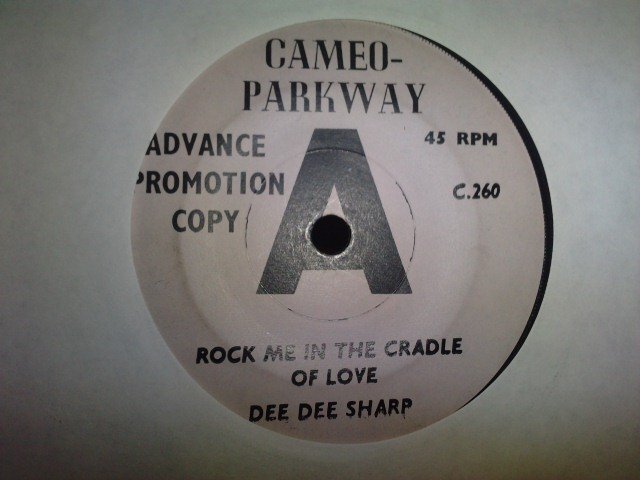 CAMEO-
PARKWAY
ADVANCE
PROMOTION
COPY
A
45 RPM
C.260
ROCK ME IN THE CRADLE
OF LOVE
DEE DEE SHARP